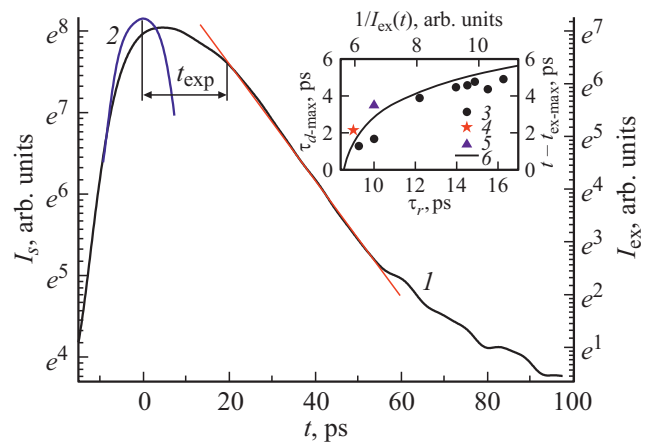 1/I_ex(t), arb. units
6 8 10
e^8 2 e^7
t_exp
τ_d-max, ps
6 4 2 0
3
4
5
6
6 4 2 0
t − t_ex-max, ps
10 12 14 16
τ_r, ps
e^7 e^6
e^6 e^5
e^5 e^3
e^4 e^2
e^1
I_s, arb. units
I_ex, arb. units
1
0 20 40 60 80 100
t, ps